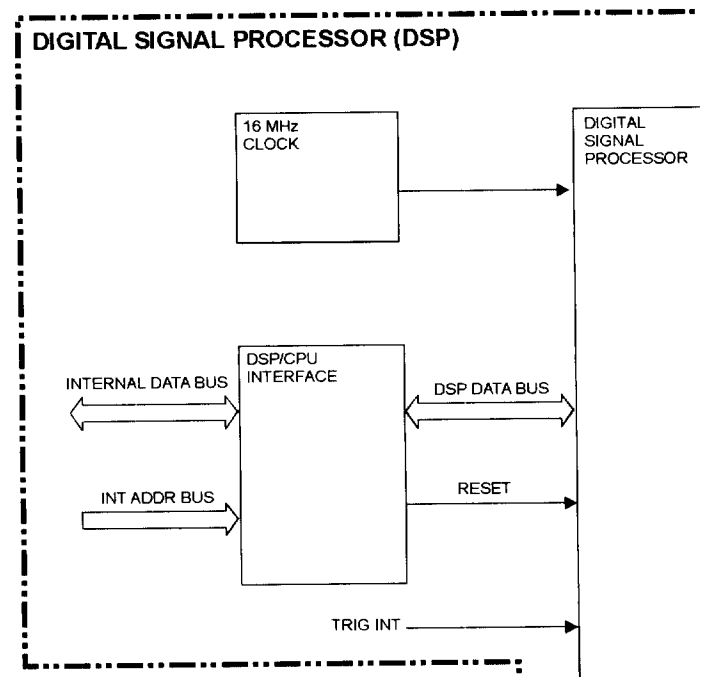 DIGITAL SIGNAL PROCESSOR (DSP)
16 MHz
CLOCK
DIGITAL
SIGNAL
PROCESSOR
DSP/CPU
INTERFACE
INTERNAL DATA BUS
DSP DATA BUS
INT ADDR BUS
RESET
TRIG INT